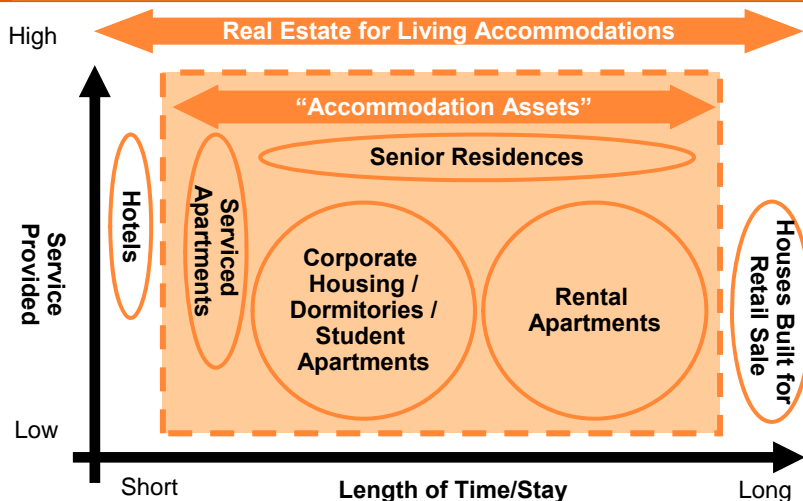 Real Estate for Living Accommodations
High
“Accommodation Assets”
Senior Residences
Hotels
Serviced
Apartments
Service
Provided
Corporate
Housing /
Dormitories /
Student
Apartments
Rental
Apartments
Houses Built for
Retail Sale
Low
Short
Length of Time/Stay
Long